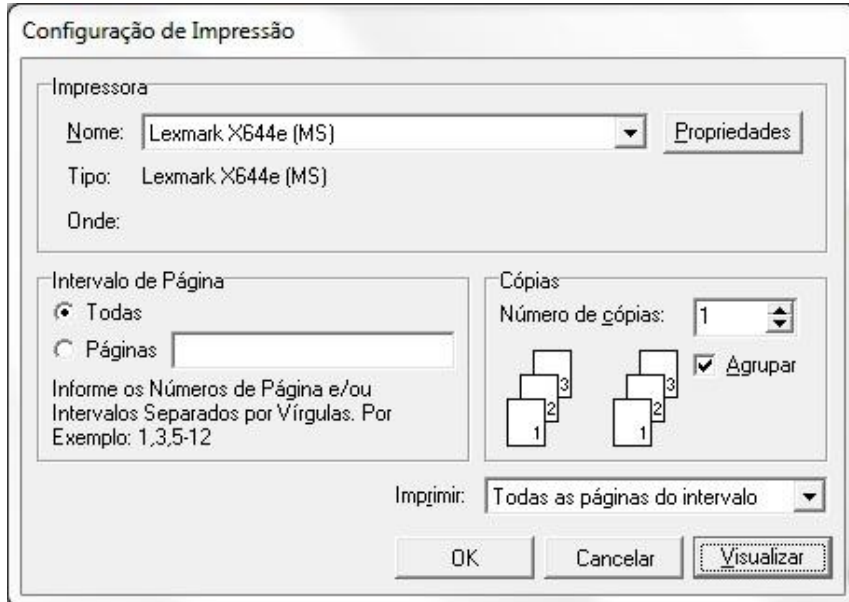 Configuração de Impressão
Impressora
Nome: Lexmark X644e (MS) Propriedades
Tipo: Lexmark X644e (MS)
Onde:
Intervalo de Página
Todas
Páginas
Informe os Números de Página e/ou
Intervalos Separados por Vírgulas. Por
Exemplo: 1,3,5-12
Cópias
Número de cópias: 1
Agrupar
3 3
2 2
1 1
Imprimir: Todas as páginas do intervalo
OK Cancelar Visualizar